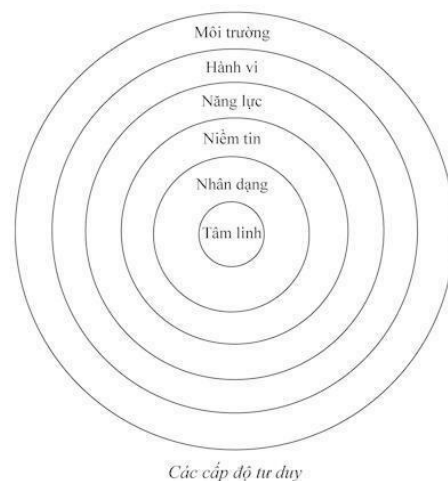 Môi trường
Hành vi
Năng lực
Niềm tin
Nhân dạng
Tâm linh
Các cấp độ tư duy